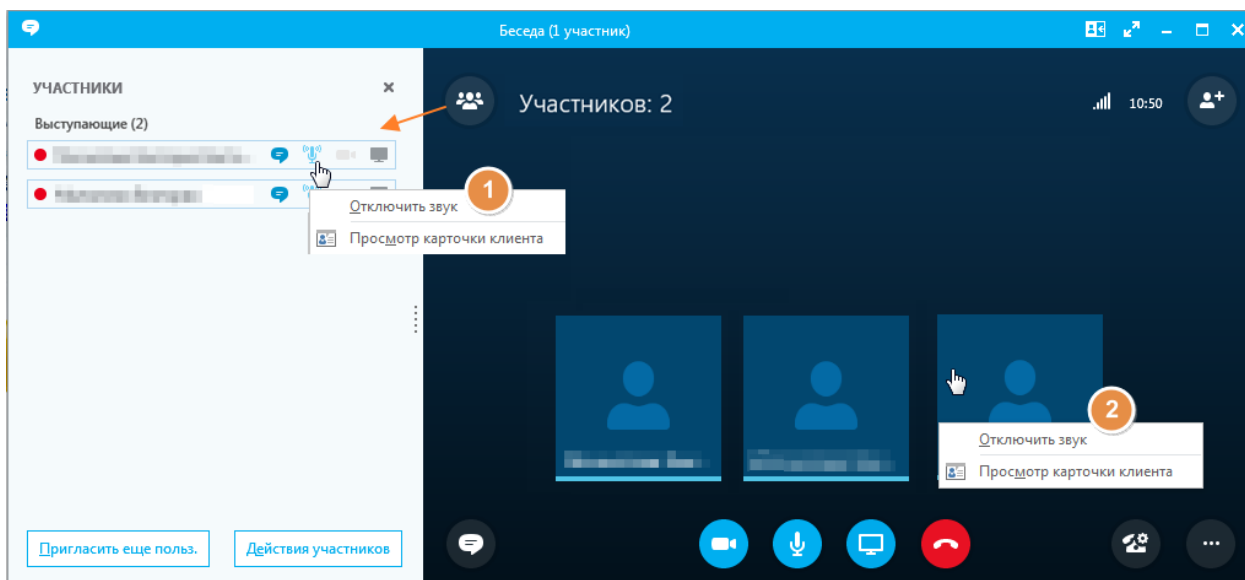 Беседа (1 участник)
УЧАСТНИКИ
Участников: 2
10:50
Выступающие (2)
1
Отключить звук
Просмотр карточки клиента
2
Отключить звук
Просмотр карточки клиента
Пригласить еще польз.
Действия участников